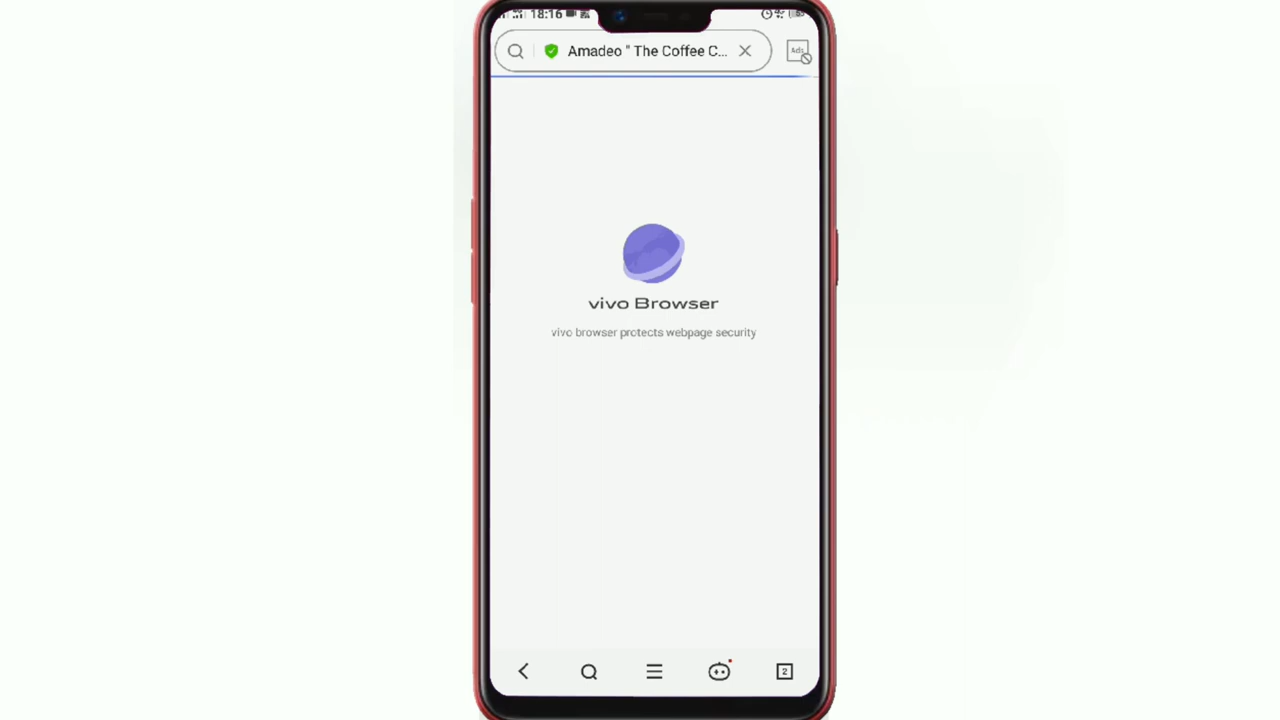 18:16
Amadeo " The Coffee C...
Ads
vivo Browser
vivo browser protects webpage security
2